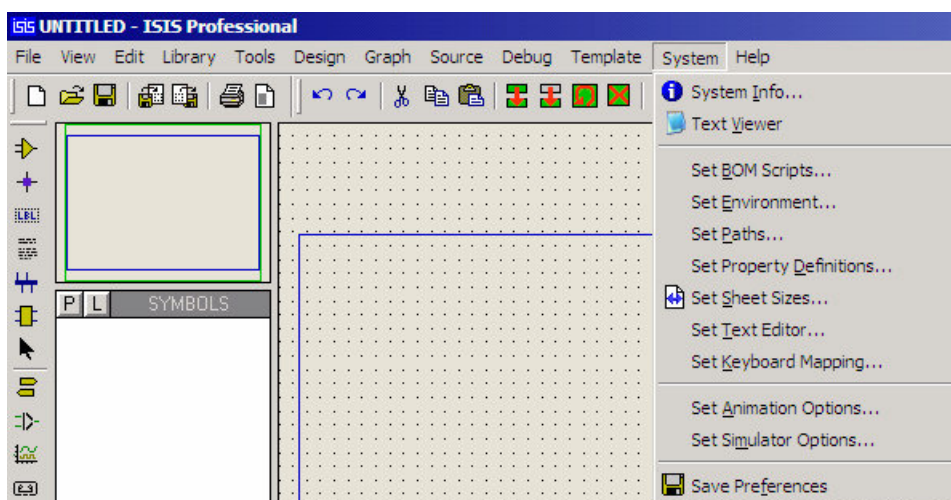 isis UNTITLED - ISIS Professional
File View Edit Library Tools Design Graph Source Debug Template System Help
System Info...
Text Viewer
LBL
Set BOM Scripts...
Set Environment...
Set Paths...
Set Property Definitions...
P L SYMBOLS
Set Sheet Sizes...
Set Text Editor...
Set Keyboard Mapping...
Set Animation Options...
Set Simulator Options...
Save Preferences